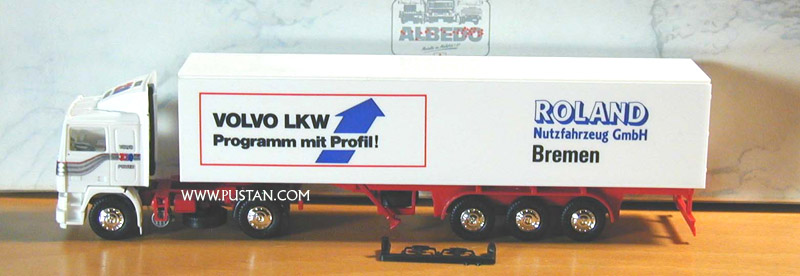 ALBEDO
VOLVO LKW
Programm mit Profil!
ROLAND
Nutzfahrzeug GmbH
Bremen
VOLVO
WWW.PUSTAN.COM